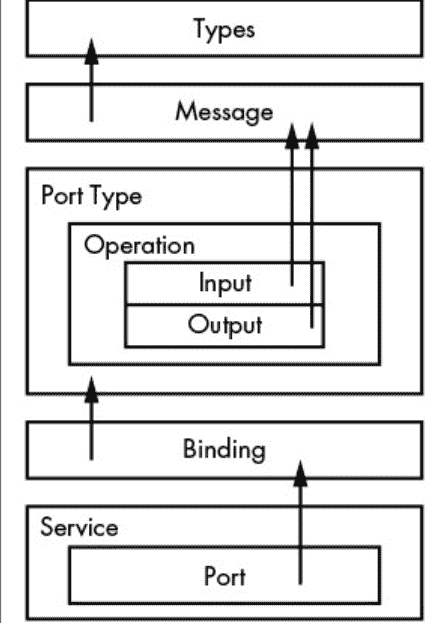 Types
Message
Port Type
Operation
Input
Output
Binding
Service
Port